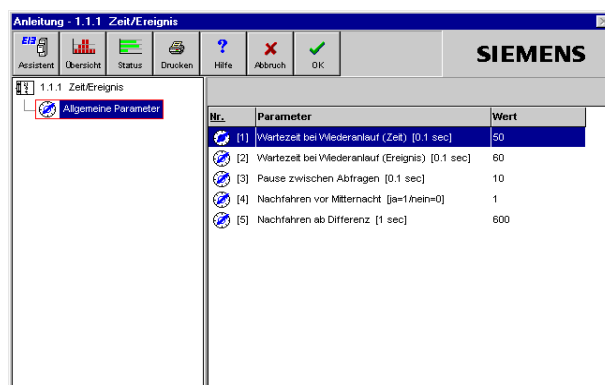 Anleitung - 1.1.1 Zeit/Ereignis
EIB
Assistent Übersicht Status Drucken Hilfe Abbruch OK
SIEMENS
1.1.1 Zeit/Ereignis
Allgemeine Parameter
Nr. Parameter Wert
[1] Wartezeit bei Wiederanlauf (Zeit) [0.1 sec] 50
[2] Wartezeit bei Wiederanlauf (Ereignis) [0.1 sec] 60
[3] Pause zwischen Abfragen [0.1 sec] 10
[4] Nachfahren vor Mitternacht [ja=1/nein=0] 1
[5] Nachfahren ab Differenz [1 sec] 600